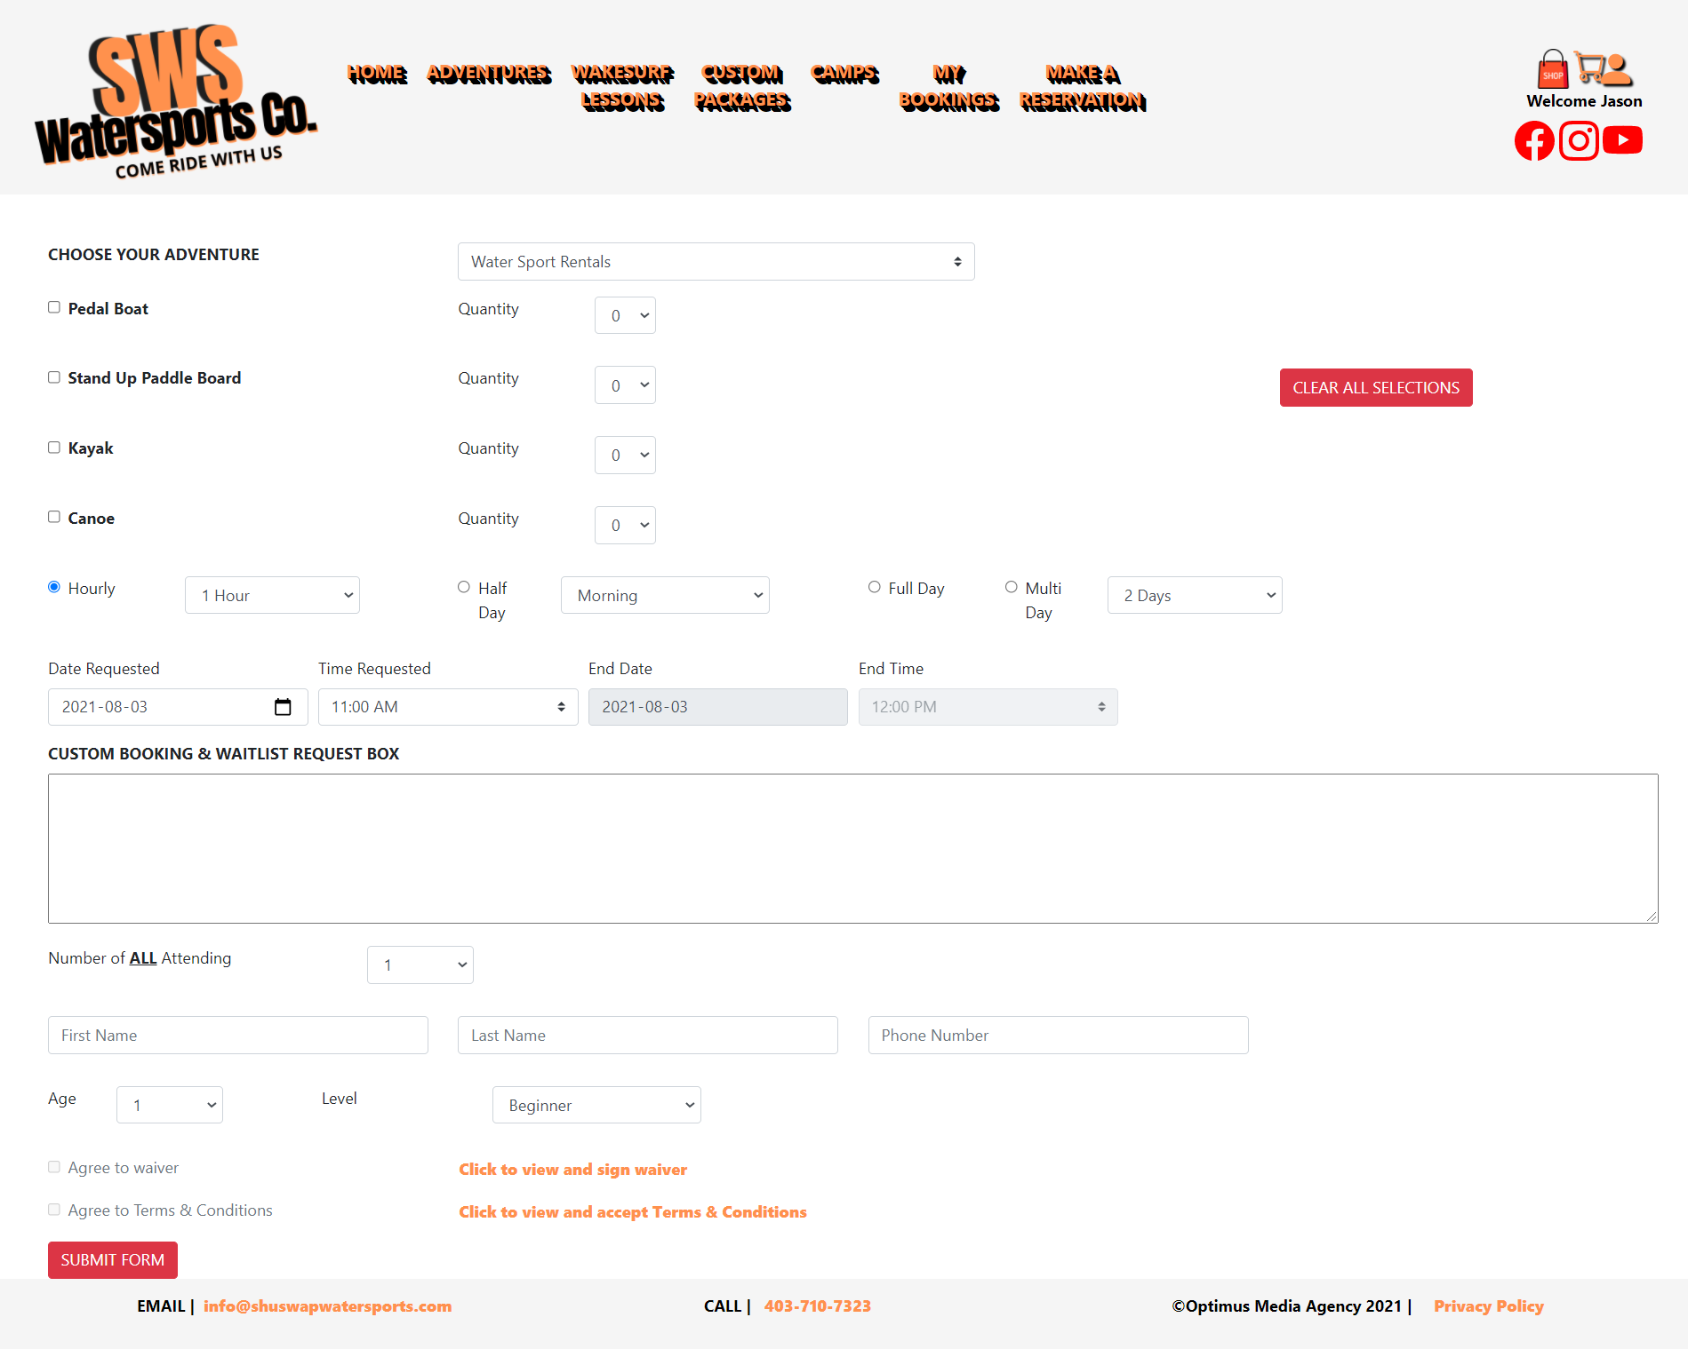 SWS
Watersports Co.
COME RIDE WITH US
HOME ADVENTURES WAKESURF LESSONS CUSTOM PACKAGES CAMPS MY BOOKINGS MAKE A RESERVATION
SHOP
Welcome Jason
CHOOSE YOUR ADVENTURE Water Sport Rentals
Pedal Boat Quantity 0
Stand Up Paddle Board Quantity 0
CLEAR ALL SELECTIONS
Kayak Quantity 0
Canoe Quantity 0
Hourly 1 Hour Half Day Morning Full Day Multi Day 2 Days
Date Requested Time Requested End Date End Time
2021-08-03 11:00 AM 2021-08-03 12:00 PM
CUSTOM BOOKING & WAITLIST REQUEST BOX
Number of ALL Attending 1
First Name Last Name Phone Number
Age 1 Level Beginner
Agree to waiver Click to view and sign waiver
Agree to Terms & Conditions Click to view and accept Terms & Conditions
SUBMIT FORM
EMAIL | info@shuswapwatersports.com CALL | 403-710-7323 ©Optimus Media Agency 2021 | Privacy Policy